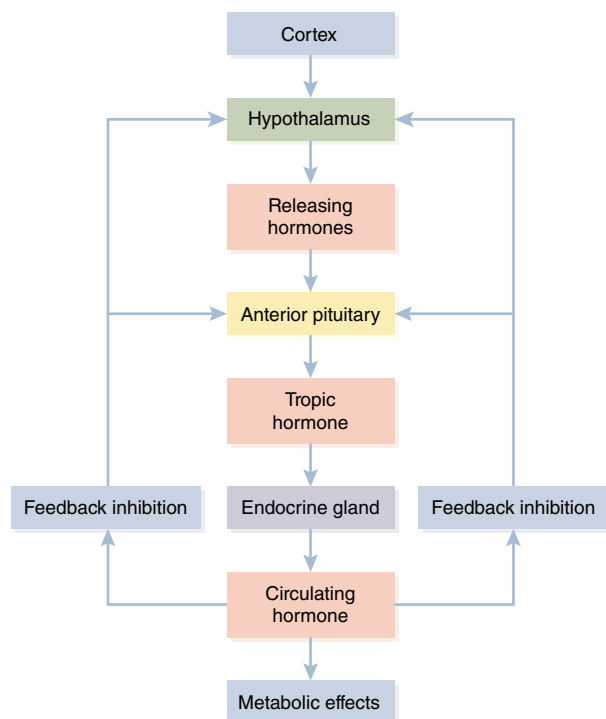 Cortex
Hypothalamus
Releasing
hormones
Anterior pituitary
Tropic
hormone
Feedback inhibition
Endocrine gland
Feedback inhibition
Circulating
hormone
Metabolic effects